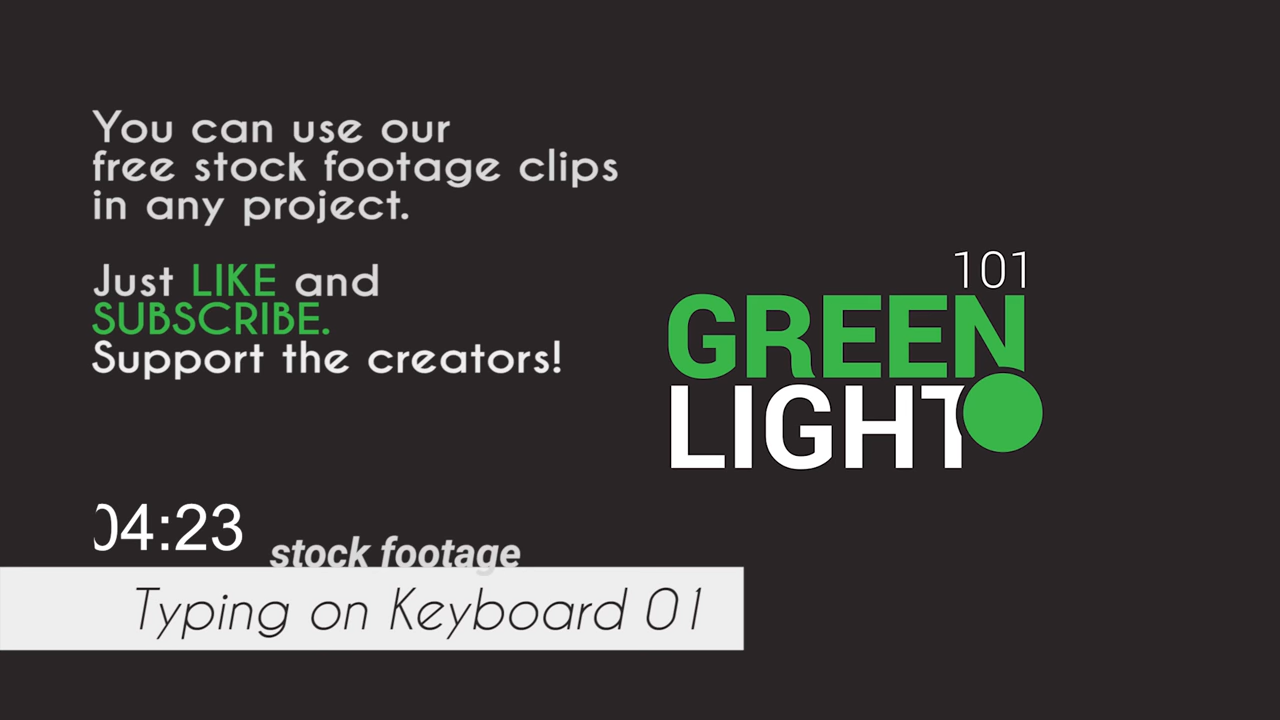 You can use our
free stock footage clips
in any project.
Just LIKE and
SUBSCRIBE.
Support the creators!
101
GREEN
LIGHT
04:23
stock footage
Typing on Keyboard 01